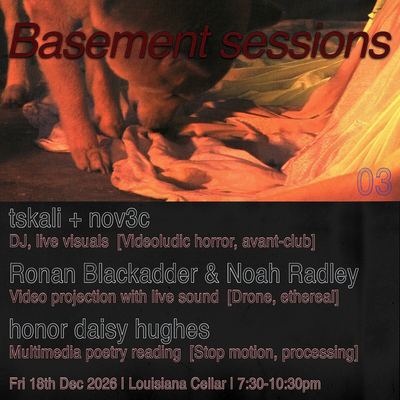 Basement sessions
03
tskali + nov3c
DJ, live visuals [Videoludic horror, avant-club]
Ronan Blackadder & Noah Radley
Video projection with live sound [Drone, ethereal]
honor daisy hughes
Multimedia poetry reading [Stop motion, processing]
Fri 18th Dec 2026 | Louisiana Cellar | 7:30-10:30pm